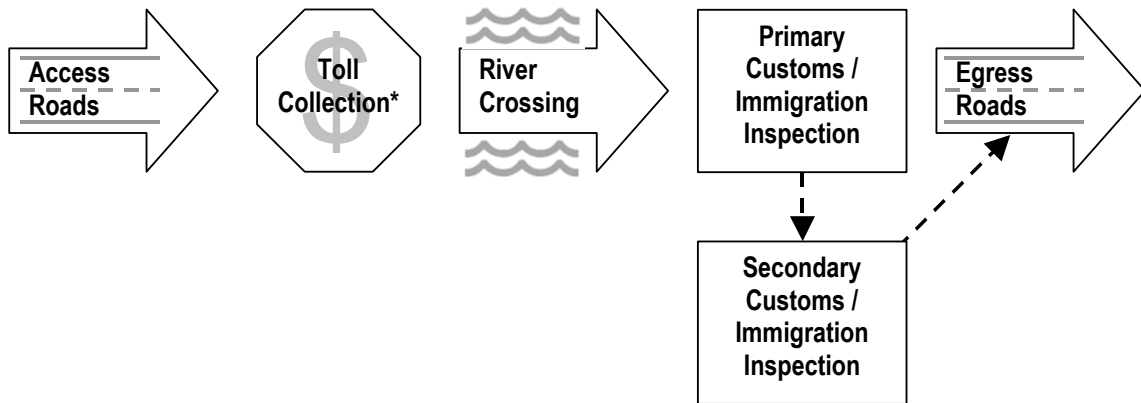 Access
Roads
$
Toll
Collection*
River
Crossing
Primary
Customs /
Immigration
Inspection
Egress
Roads
Secondary
Customs /
Immigration
Inspection